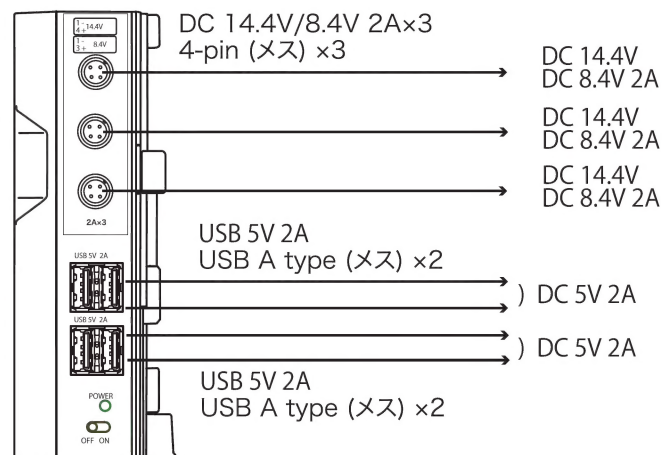 1 - 14.4V
4 +
1 - 8.4V
3 +
DC 14.4V/8.4V 2A×3
4-pin (メス) ×3
DC 14.4V
DC 8.4V 2A
DC 14.4V
DC 8.4V 2A
DC 14.4V
DC 8.4V 2A
2A×3
USB 5V 2A
USB A type (メス) ×2
USB 5V 2A
) DC 5V 2A
USB 5V 2A
) DC 5V 2A
USB 5V 2A
USB A type (メス) ×2
POWER
OFF ON